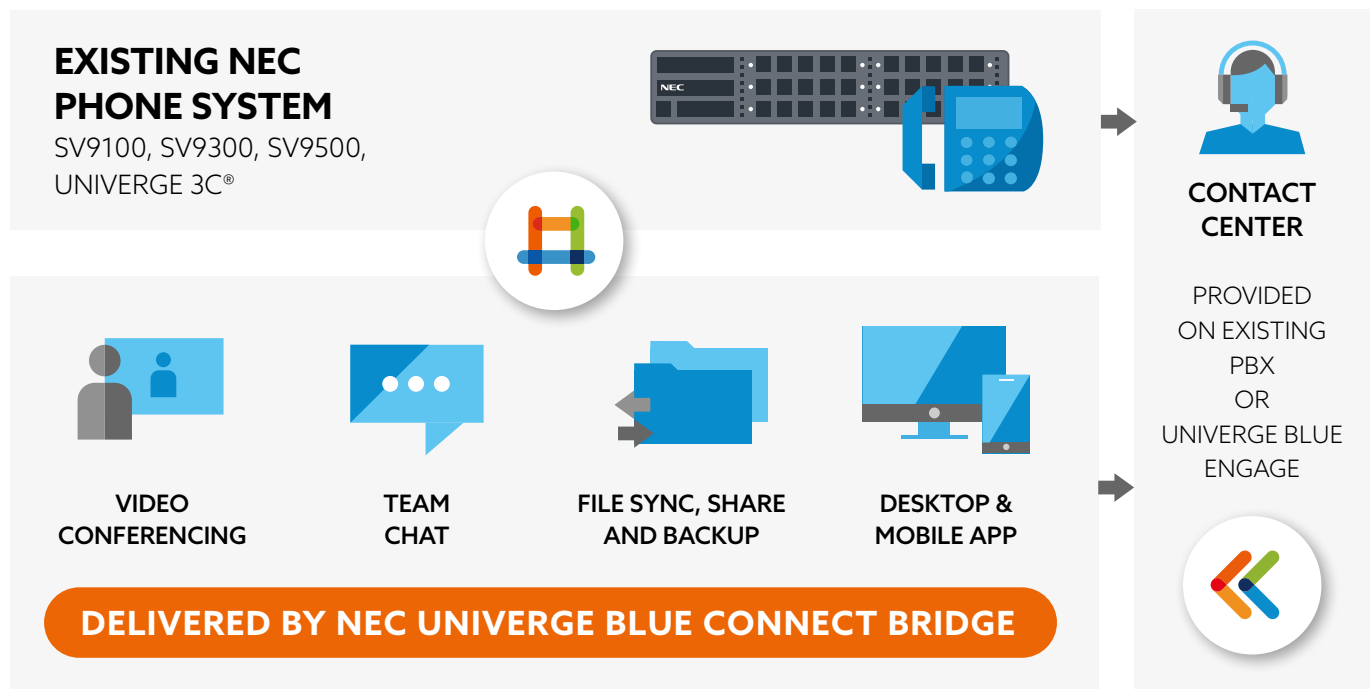 EXISTING NEC
PHONE SYSTEM
SV9100, SV9300, SV9500,
UNIVERGE 3C®
NEC
VIDEO
CONFERENCING
TEAM
CHAT
FILE SYNC, SHARE
AND BACKUP
DESKTOP &
MOBILE APP
DELIVERED BY NEC UNIVERGE BLUE CONNECT BRIDGE
CONTACT
CENTER
PROVIDED
ON EXISTING
PBX
OR
UNIVERGE BLUE
ENGAGE